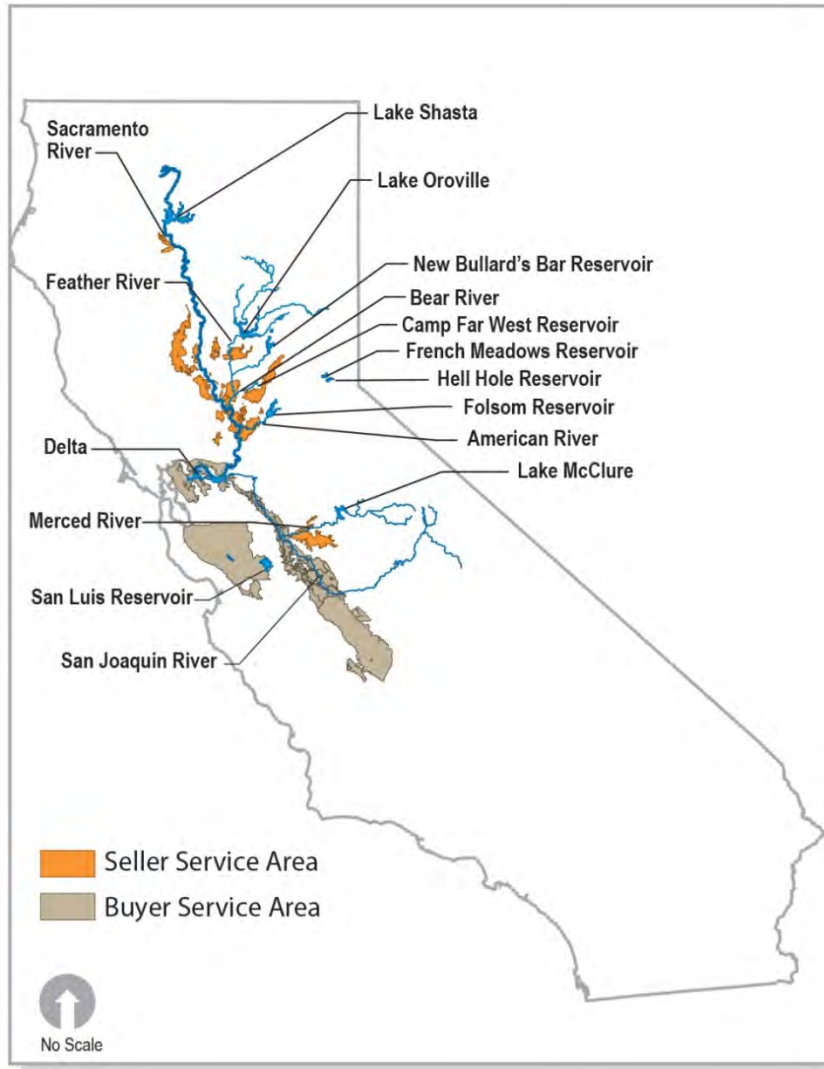 Lake Shasta
Sacramento
River
Lake Oroville
New Bullard's Bar Reservoir
Feather River
Bear River
Camp Far West Reservoir
French Meadows Reservoir
Hell Hole Reservoir
Folsom Reservoir
American River
Delta
Lake McClure
Merced River
San Luis Reservoir
San Joaquin River
Seller Service Area
Buyer Service Area
No Scale